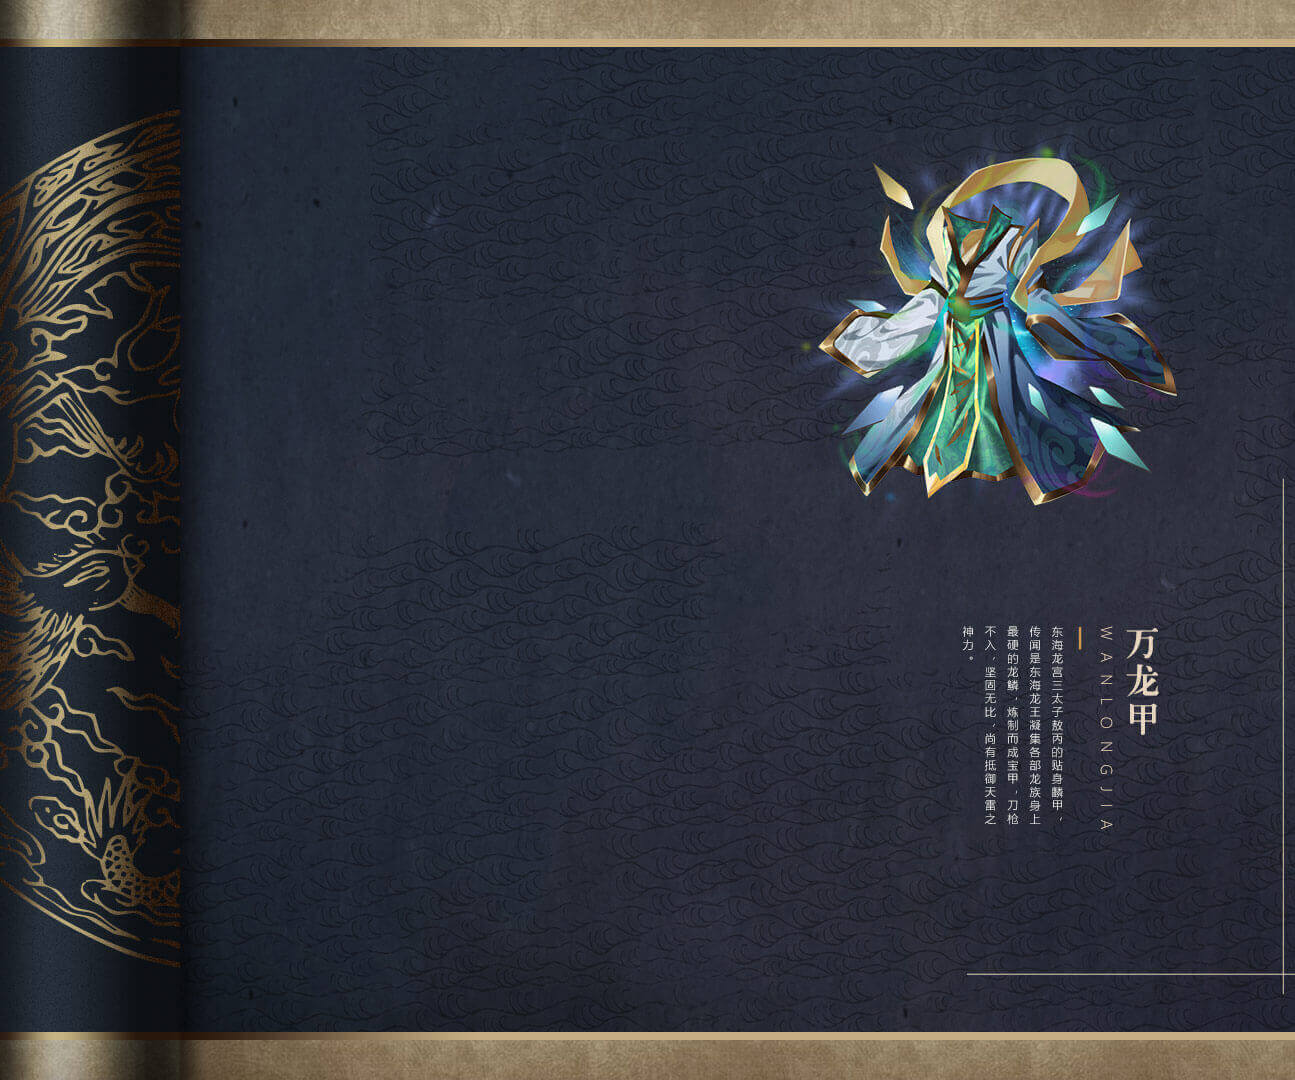 万龙甲
WANLONGJIA
东海龙宫三太子敖丙的贴身麟甲，
传闻是东海龙王凝集各部龙族身上
最硬的龙鳞，炼制而成宝甲，刀枪
不入，坚固无比，尚有抵御天雷之
神力。